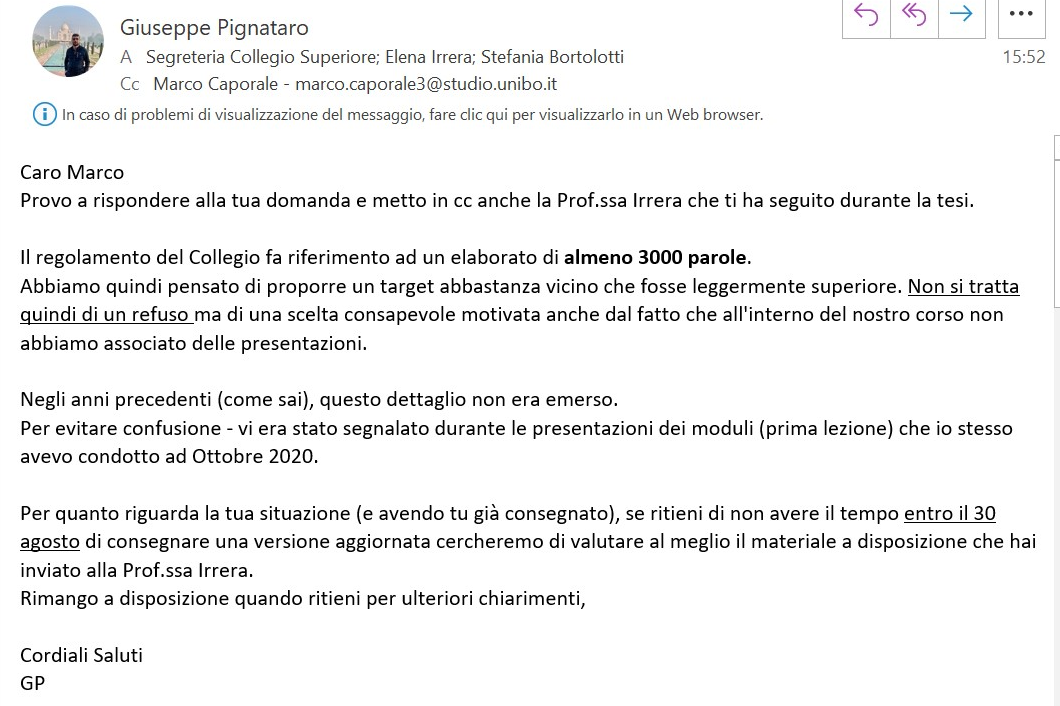 Giuseppe Pignataro
A Segreteria Collegio Superiore; Elena Irrera; Stefania Bortolotti
15:52
Cc Marco Caporale - marco.caporale3@studio.unibo.it
In caso di problemi di visualizzazione del messaggio, fare clic qui per visualizzarlo in un Web browser.
Caro Marco
Provo a rispondere alla tua domanda e metto in cc anche la Prof.ssa Irrera che ti ha seguito durante la tesi.
Il regolamento del Collegio fa riferimento ad un elaborato di almeno 3000 parole.
Abbiamo quindi pensato di proporre un target abbastanza vicino che fosse leggermente superiore. Non si tratta
quindi di un refuso ma di una scelta consapevole motivata anche dal fatto che all'interno del nostro corso non
abbiamo associato delle presentazioni.
Negli anni precedenti (come sai), questo dettaglio non era emerso.
Per evitare confusione - vi era stato segnalato durante le presentazioni dei moduli (prima lezione) che io stesso
avevo condotto ad Ottobre 2020.
Per quanto riguarda la tua situazione (e avendo tu già consegnato), se ritieni di non avere il tempo entro il 30
agosto di consegnare una versione aggiornata cercheremo di valutare al meglio il materiale a disposizione che hai
inviato alla Prof.ssa Irrera.
Rimango a disposizione quando ritieni per ulteriori chiarimenti,
Cordiali Saluti
GP